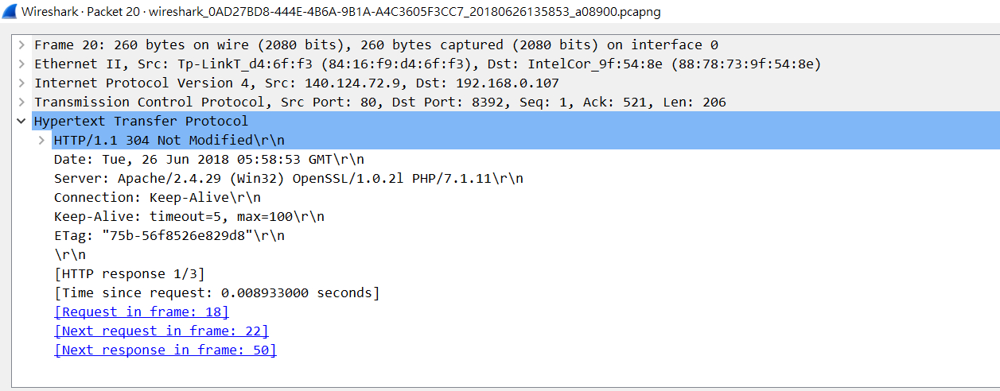 Wireshark · Packet 20 · wireshark_0AD27BD8-444E-4B6A-9B1A-A4C3605F3CC7_20180626135853_a08900.pcapng
Frame 20: 260 bytes on wire (2080 bits), 260 bytes captured (2080 bits) on interface 0
Ethernet II, Src: Tp-LinkT_d4:6f:f3 (84:16:f9:d4:6f:f3), Dst: IntelCor_9f:54:8e (88:78:73:9f:54:8e)
Internet Protocol Version 4, Src: 140.124.72.9, Dst: 192.168.0.107
Transmission Control Protocol, Src Port: 80, Dst Port: 8392, Seq: 1, Ack: 521, Len: 206
Hypertext Transfer Protocol
HTTP/1.1 304 Not Modified\r\n
Date: Tue, 26 Jun 2018 05:58:53 GMT\r\n
Server: Apache/2.4.29 (Win32) OpenSSL/1.0.2l PHP/7.1.11\r\n
Connection: Keep-Alive\r\n
Keep-Alive: timeout=5, max=100\r\n
ETag: "75b-56f8526e829d8"\r\n
\r\n
[HTTP response 1/3]
[Time since request: 0.008933000 seconds]
[Request in frame: 18]
[Next request in frame: 22]
[Next response in frame: 50]